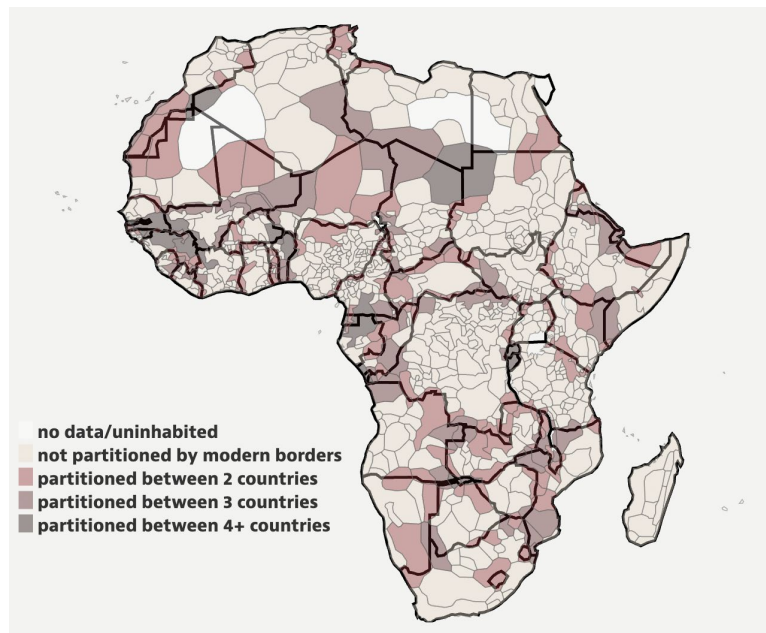 no data/uninhabited
not partitioned by modern borders
partitioned between 2 countries
partitioned between 3 countries
partitioned between 4+ countries